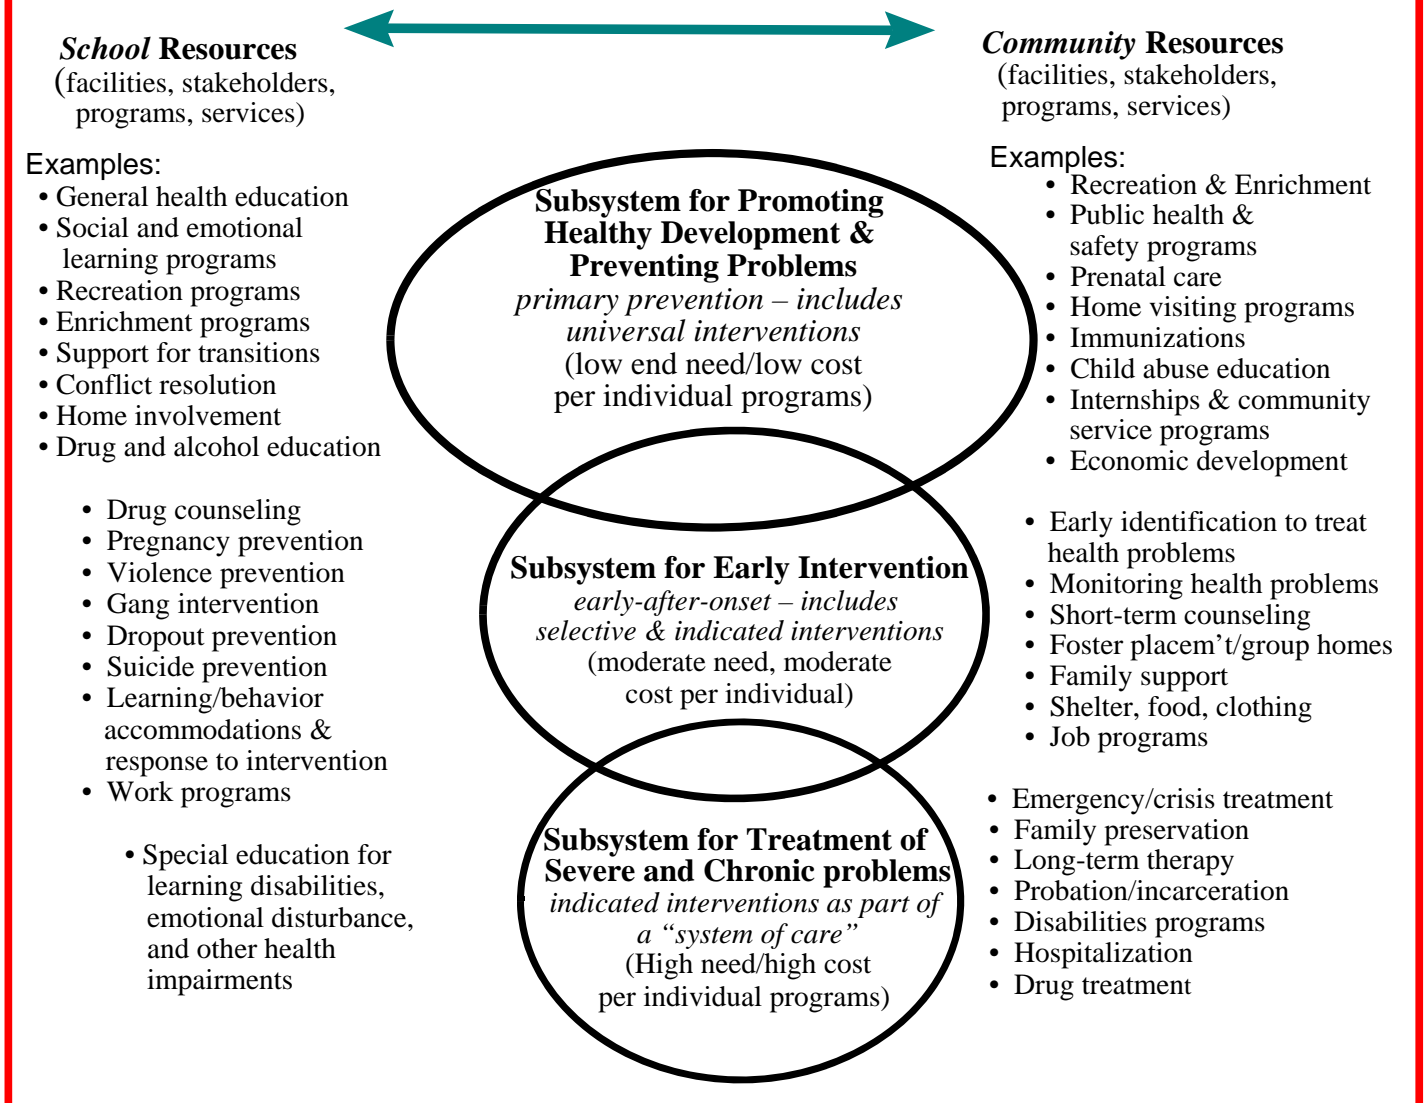 School Resources
(facilities, stakeholders,
programs, services)
Examples:
• General health education
• Social and emotional
learning programs
• Recreation programs
• Enrichment programs
• Support for transitions
• Conflict resolution
• Home involvement
• Drug and alcohol education
• Drug counseling
• Pregnancy prevention
• Violence prevention
• Gang intervention
• Dropout prevention
• Suicide prevention
• Learning/behavior
accommodations &
response to intervention
• Work programs
• Special education for
learning disabilities,
emotional disturbance,
and other health
impairments
Subsystem for Promoting
Healthy Development &
Preventing Problems
primary prevention – includes
universal interventions
(low end need/low cost
per individual programs)
Subsystem for Early Intervention
early-after-onset – includes
selective & indicated interventions
(moderate need, moderate
cost per individual)
Subsystem for Treatment of
Severe and Chronic problems
indicated interventions as part of
a “system of care”
(High need/high cost
per individual programs)
Community Resources
(facilities, stakeholders,
programs, services)
Examples:
• Recreation & Enrichment
• Public health &
safety programs
• Prenatal care
• Home visiting programs
• Immunizations
• Child abuse education
• Internships & community
service programs
• Economic development
• Early identification to treat
health problems
• Monitoring health problems
• Short-term counseling
• Foster placem’t/group homes
• Family support
• Shelter, food, clothing
• Job programs
• Emergency/crisis treatment
• Family preservation
• Long-term therapy
• Probation/incarceration
• Disabilities programs
• Hospitalization
• Drug treatment